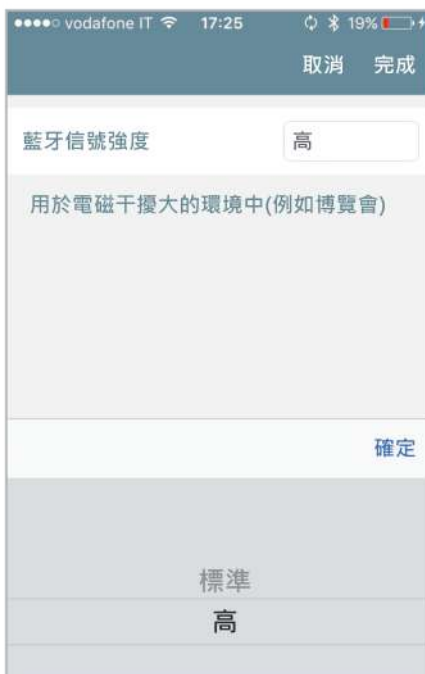 vodafone IT 17:25 19%
取消 完成
藍牙信號強度 高
用於電磁干擾大的環境中(例如博覽會)
確定
標準
高